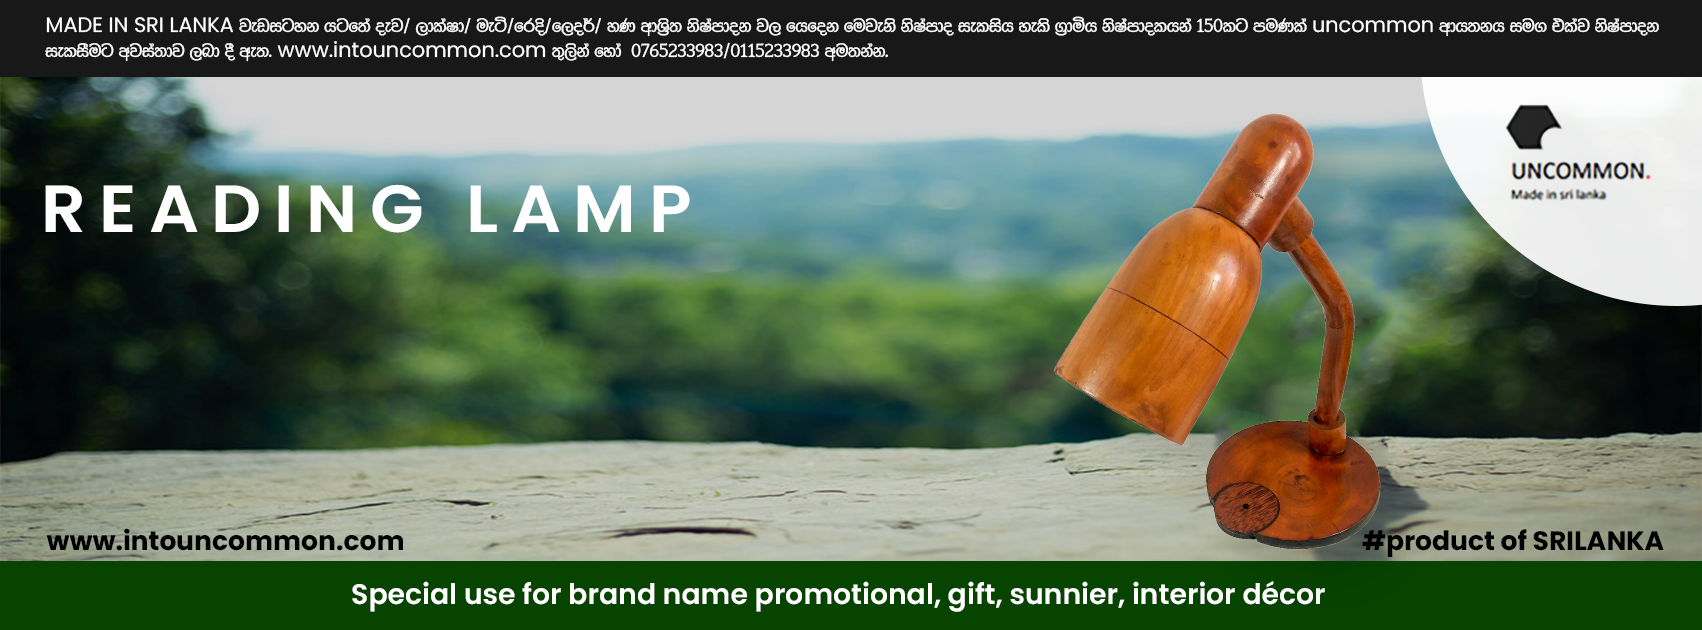 MADE IN SRI LANKA වැඩසටහන යටතේ දැව/ ලාක්ෂා/ මැටි/රෙදි/ලෙදර්/ හණ ආශ්‍රිත නිෂ්පාදන වල යෙදෙන මෙවැනි නිෂ්පාද සැකසිය හැකි ග්‍රාමිය නිෂ්පාදකයන් 150කට පමණක් uncommon ආයතනය සමග එක්ව නිෂ්පාදන
සැකසීමට අවස්තාව ලබා දී ඇත. www.intouncommon.com තුලින් හෝ 0765233983/0115233983 අමතන්න.
UNCOMMON.
Made in sri lanka
READING LAMP
www.intouncommon.com
#product of SRILANKA
Special use for brand name promotional, gift, sunnier, interior décor